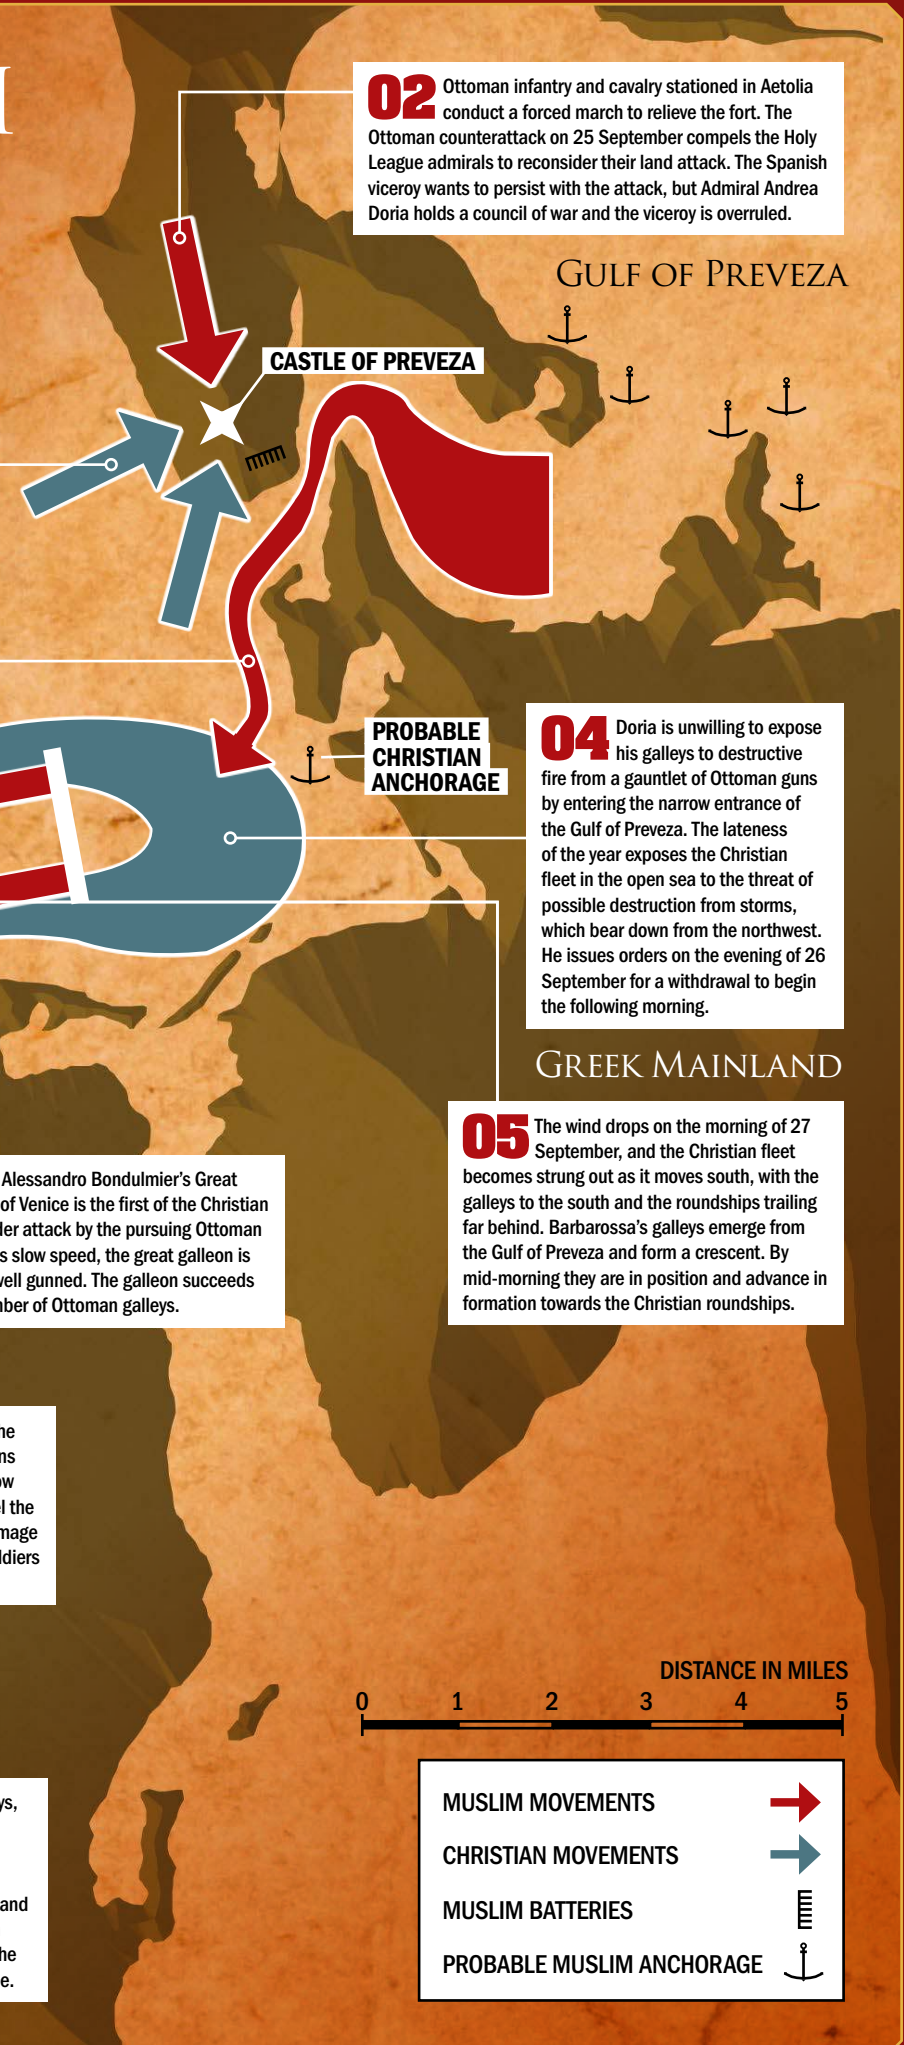 02 Ottoman infantry and cavalry stationed in Aetolia
conduct a forced march to relieve the fort. The
Ottoman counterattack on 25 September compels the Holy
League admirals to reconsider their land attack. The Spanish
viceroy wants to persist with the attack, but Admiral Andrea
Doria holds a council of war and the viceroy is overruled.
GULF OF PREVEZA
CASTLE OF PREVEZA
PROBABLE
CHRISTIAN
ANCHORAGE
04 Doria is unwilling to expose
his galleys to destructive
fire from a gauntlet of Ottoman guns
by entering the narrow entrance of
the Gulf of Preveza. The lateness
of the year exposes the Christian
fleet in the open sea to the threat of
possible destruction from storms,
which bear down from the northwest.
He issues orders on the evening of 26
September for a withdrawal to begin
the following morning.
GREEK MAINLAND
05 The wind drops on the morning of 27
September, and the Christian fleet
becomes strung out as it moves south, with the
galleys to the south and the roundships trailing
far behind. Barbarossa's galleys emerge from
the Gulf of Preveza and form a crescent. By
mid-morning they are in position and advance in
formation towards the Christian roundships.
Alessandro Bondulmier's Great
of Venice is the first of the Christian
der attack by the pursuing Ottoman
s slow speed, the great galleon is
well gunned. The galleon succeeds
ber of Ottoman galleys.
he
ns
ow
el the
mage
ldiers
ys,
and
he
e.
DISTANCE IN MILES
0 1 2 3 4 5
MUSLIM MOVEMENTS
CHRISTIAN MOVEMENTS
MUSLIM BATTERIES
PROBABLE MUSLIM ANCHORAGE